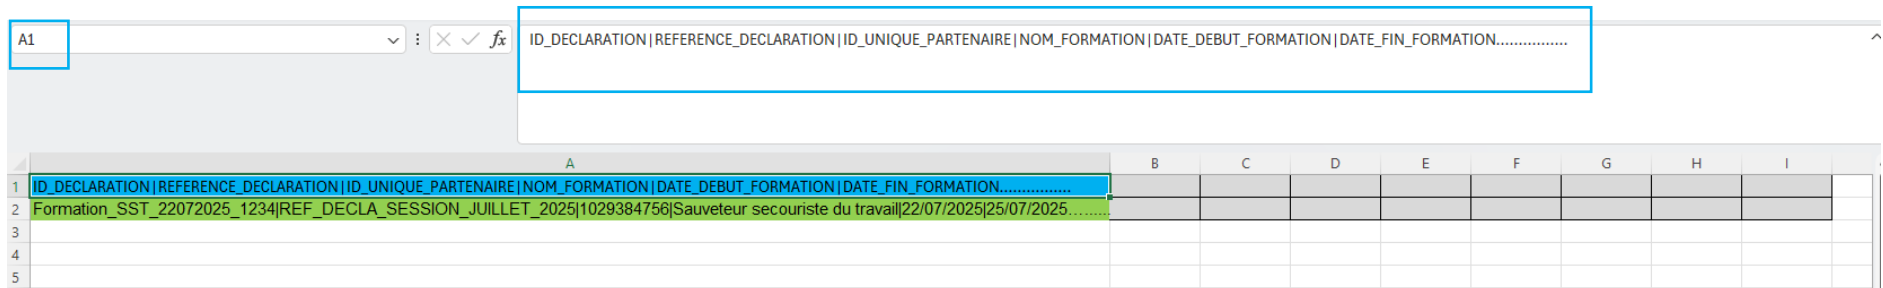 A1
fx
ID_DECLARATION|REFERENCE_DECLARATION|ID_UNIQUE_PARTENAIRE|NOM_FORMATION|DATE_DEBUT_FORMATION|DATE_FIN_FORMATION................
A B C D E F G H I
1 ID_DECLARATION|REFERENCE_DECLARATION|ID_UNIQUE_PARTENAIRE|NOM_FORMATION|DATE_DEBUT_FORMATION|DATE_FIN_FORMATION................
2 Formation_SST_22072025_1234|REF_DECLA_SESSION_JUILLET_2025|1029384756|Sauveteur secouriste du travail|22/07/2025|25/07/2025.........
3
4
5